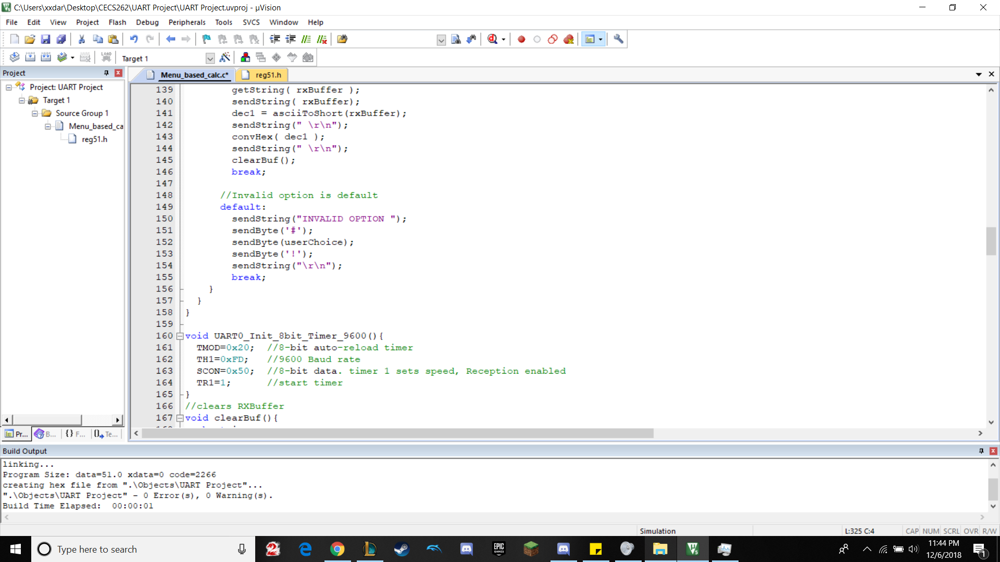 C:\Users\xxdar\Desktop\CECS262\UART Project\UART Project.uvproj - µVision
File Edit View Project Flash Debug Peripherals Tools SVCS Window Help
LOAD
Target 1
Project
Menu_based_calc.c*
reg51.h
Project: UART Project
Target 1
Source Group 1
Menu_based_ca
reg51.h
139 getString( rxBuffer );
140 sendString( rxBuffer);
141 dec1 = asciiToShort(rxBuffer);
142 sendString(" \r\n");
143 convHex( dec1 );
144 sendString(" \r\n");
145 clearBuf();
146 break;
147
148 //Invalid option is default
149 default:
150 sendString("INVALID OPTION ");
151 sendByte('#');
152 sendByte(userChoice);
153 sendByte('!');
154 sendString("\r\n");
155 break;
156 }
157 }
158 }
159
160 void UART0_Init_8bit_Timer_9600(){
161 TMOD=0x20; //8-bit auto-reload timer
162 TH1=0xFD; //9600 Baud rate
163 SCON=0x50; //8-bit data. timer 1 sets speed, Reception enabled
164 TR1=1; //start timer
165 }
166 //clears RXBuffer
167 void clearBuf(){
Pr... B... {} F... Te...
Build Output
linking...
Program Size: data=51.0 xdata=0 code=2266
creating hex file from ".\Objects\UART Project"...
".\Objects\UART Project" - 0 Error(s), 0 Warning(s).
Build Time Elapsed:  00:00:01
Simulation
L:325 C:4
CAP NUM SCRL OVR R/W
Type here to search
EPIC GAMES
11:44 PM
12/6/2018
1